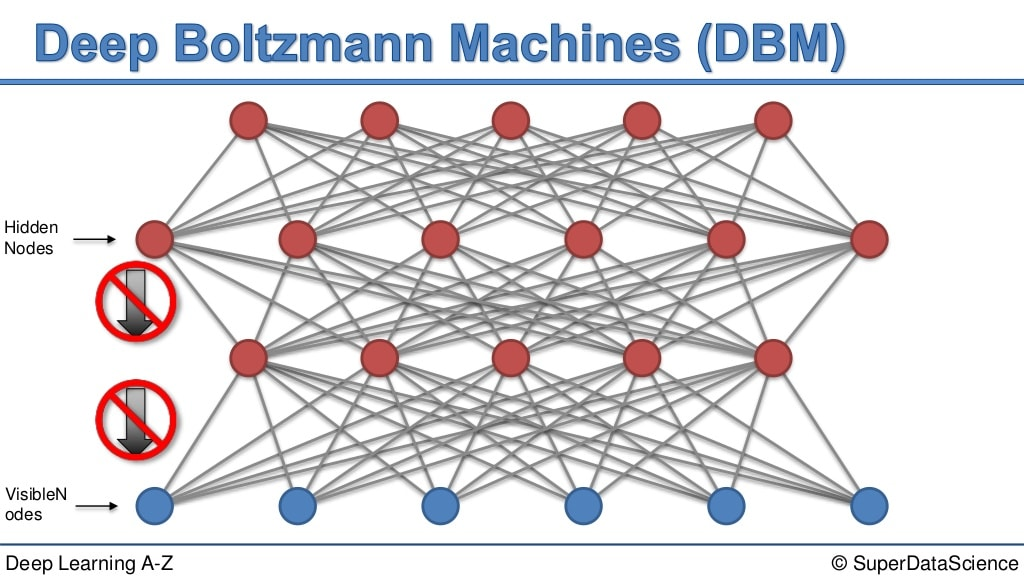 Deep Boltzmann Machines (DBM)
Hidden
Nodes
VisibleN
odes
Deep Learning A-Z
© SuperDataScience